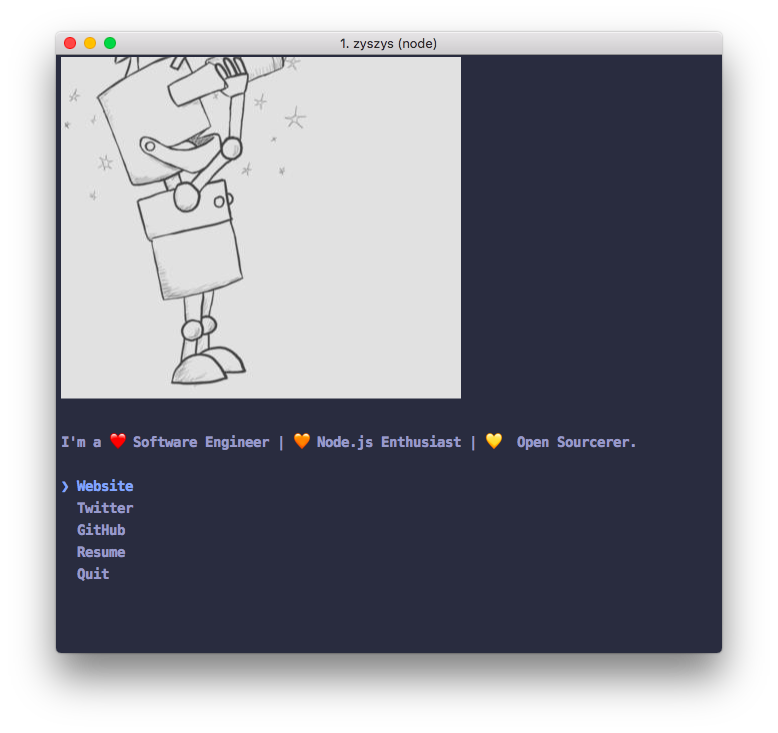 1. zyszys (node)
I'm a ❤️ Software Engineer | 🧡 Node.js Enthusiast | 💛 Open Sourcerer.
❯ Website
Twitter
GitHub
Resume
Quit